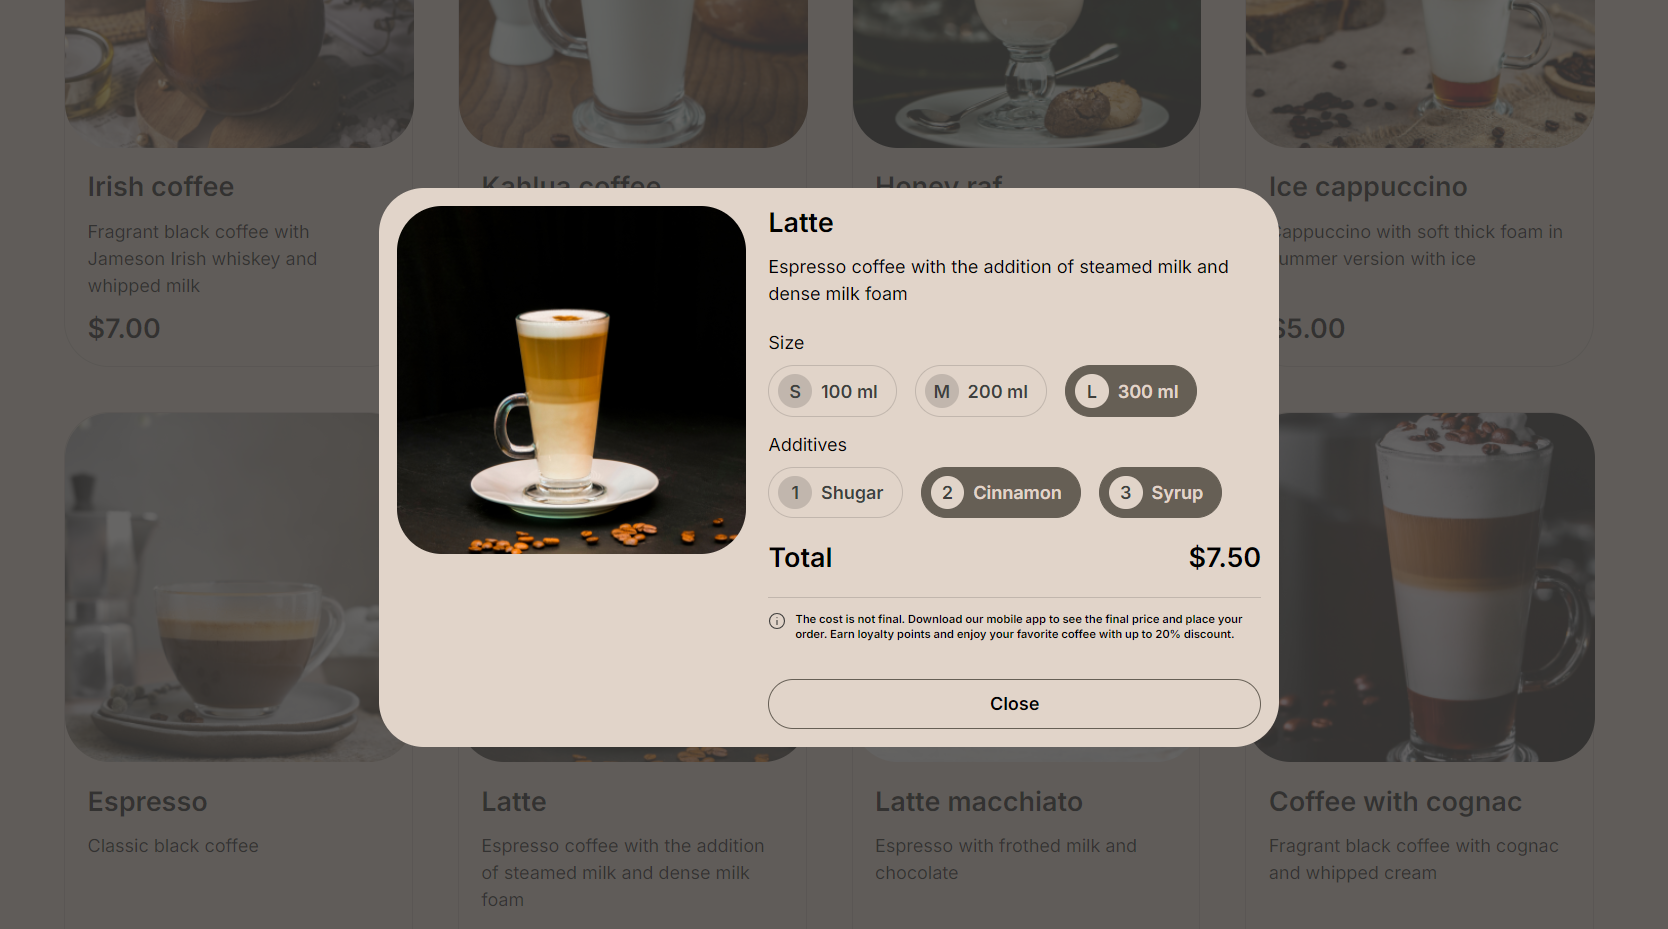 Irish coffee
Fragrant black coffee with
Jameson Irish whiskey and
whipped milk
$7.00
Kahlua coffee
Honey raf
Ice cappuccino
Cappuccino with soft thick foam in
summer version with ice
$5.00
Latte
Espresso coffee with the addition of steamed milk and
dense milk foam
Size
S 100 ml M 200 ml L 300 ml
Additives
1 Shugar 2 Cinnamon 3 Syrup
Total $7.50
The cost is not final. Download our mobile app to see the final price and place your
order. Earn loyalty points and enjoy your favorite coffee with up to 20% discount.
Close
Espresso
Classic black coffee
Latte
Espresso coffee with the addition
of steamed milk and dense milk
foam
Latte macchiato
Espresso with frothed milk and
chocolate
Coffee with cognac
Fragrant black coffee with cognac
and whipped cream